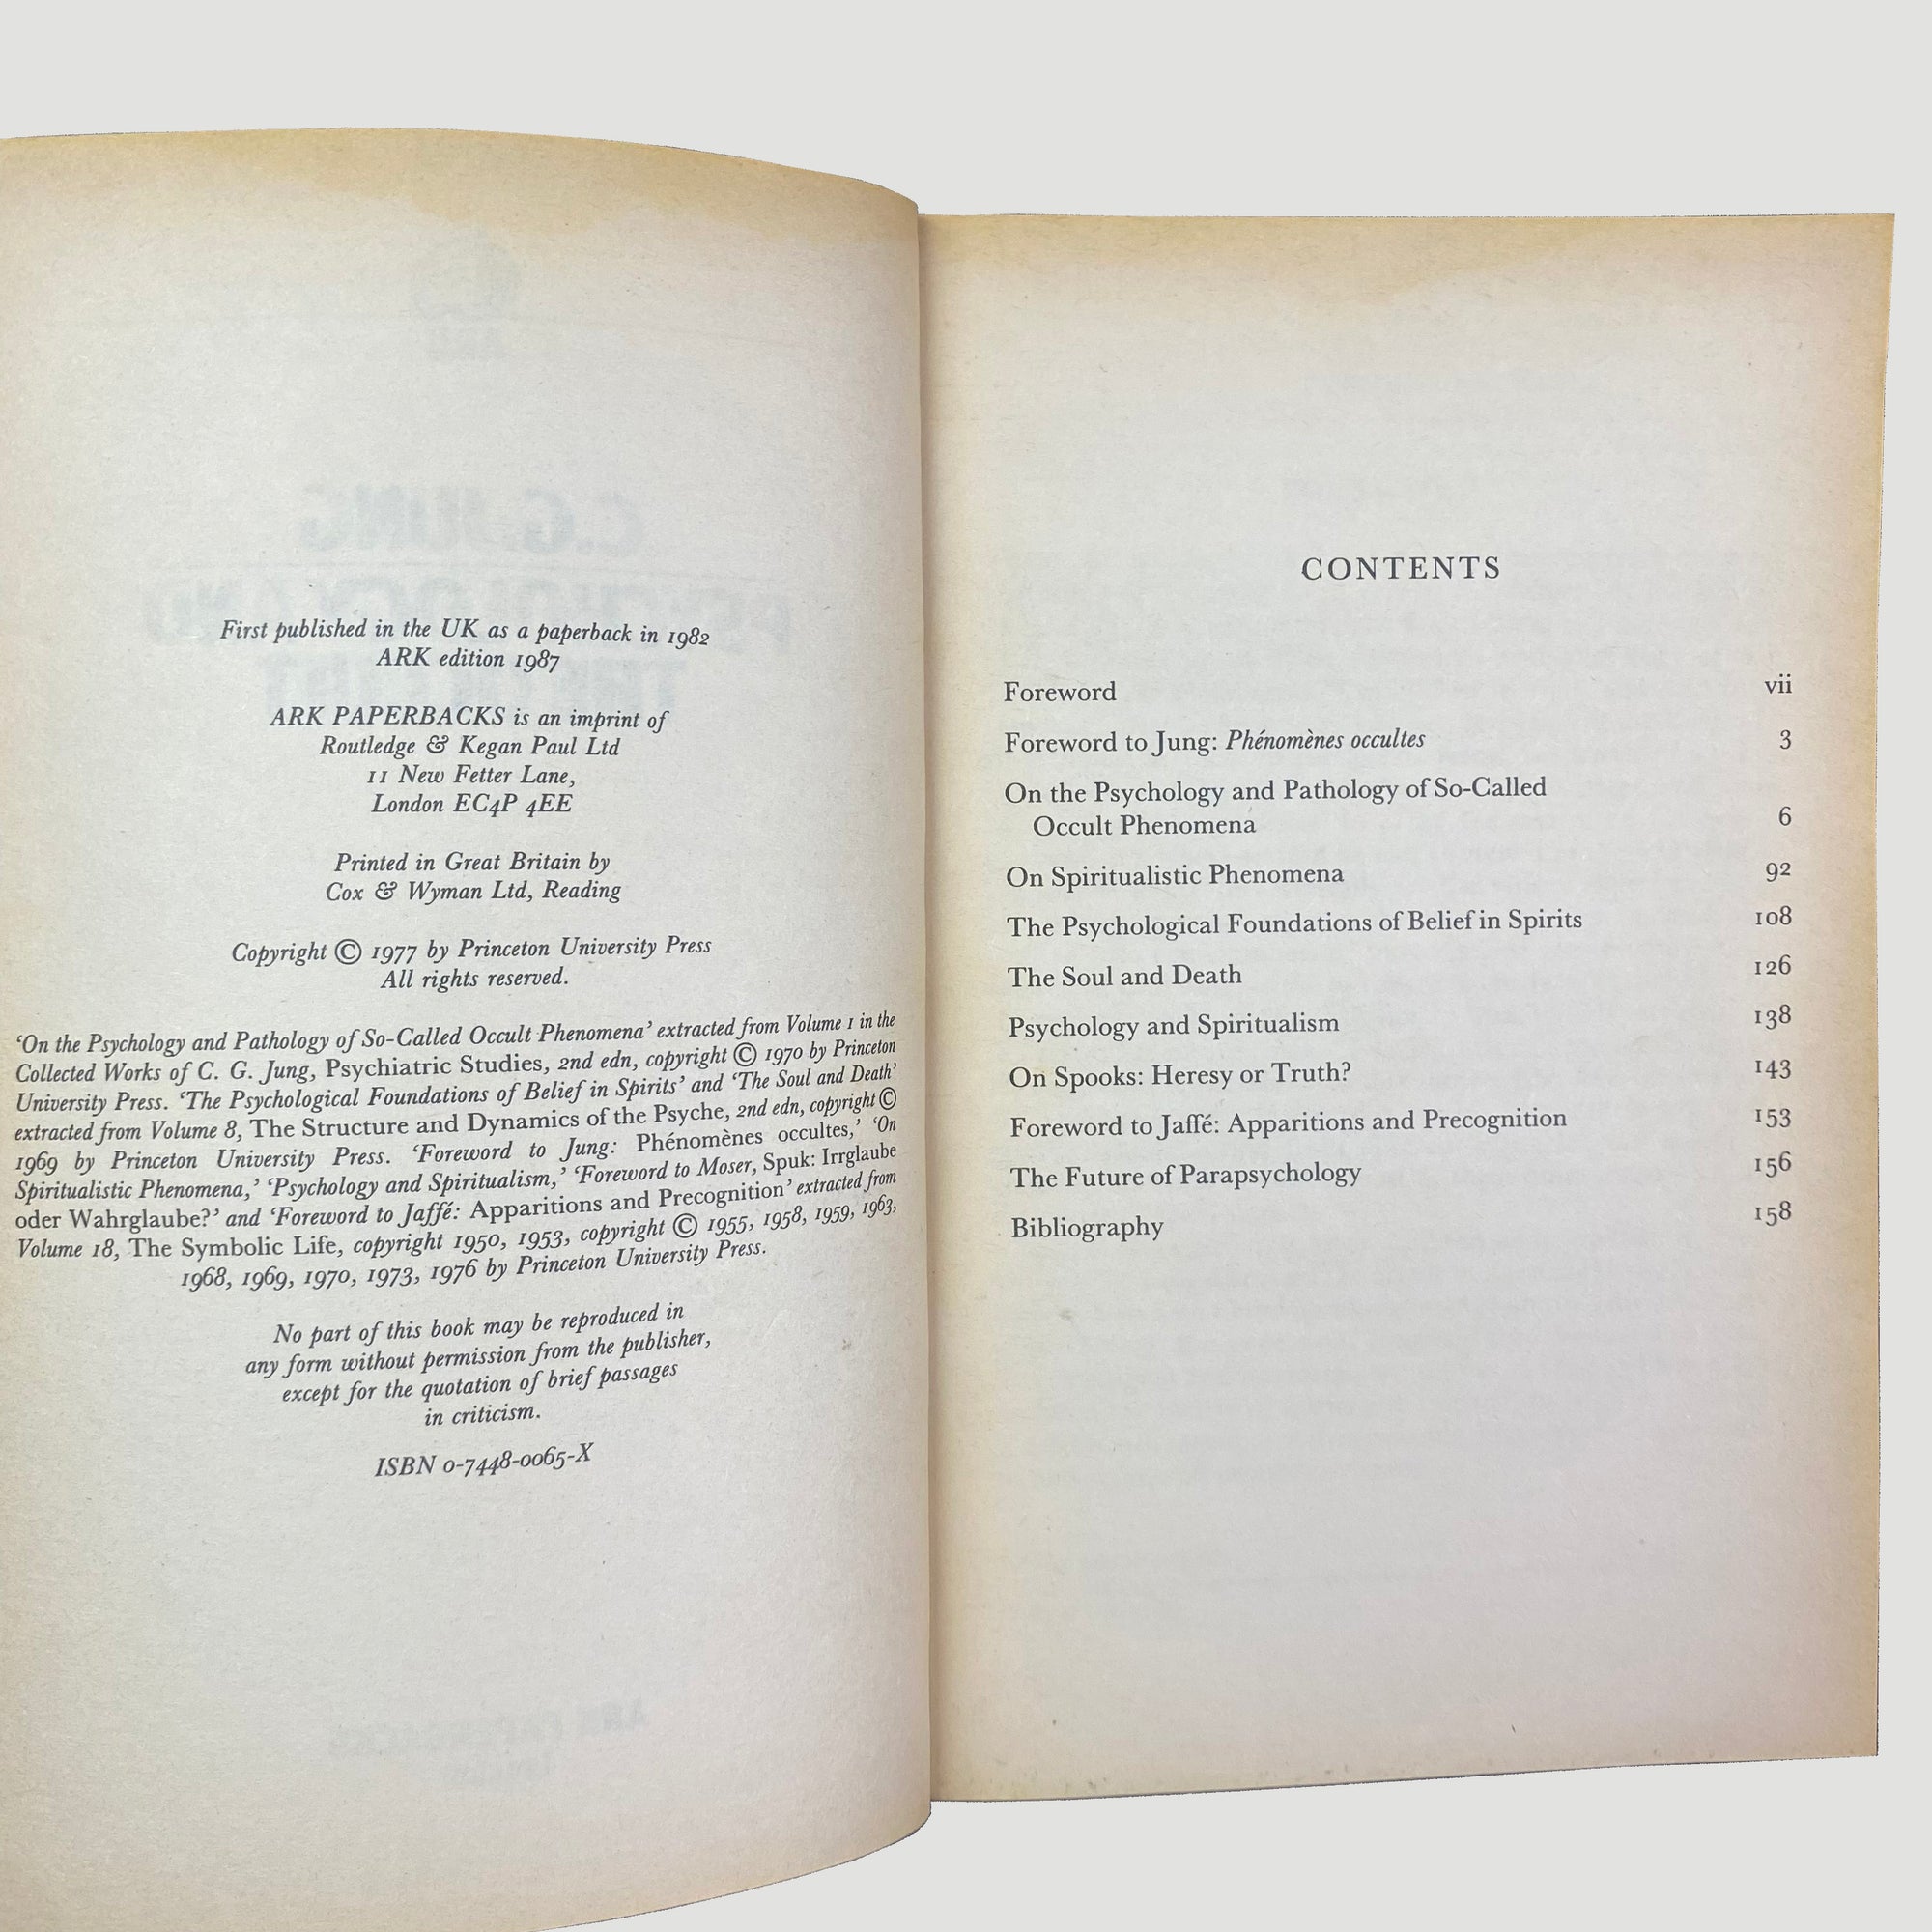 First published in the UK as a paperback in 1982
ARK edition 1987
ARK PAPERBACKS is an imprint of
Routledge & Kegan Paul Ltd
11 New Fetter Lane,
London EC4P 4EE
Printed in Great Britain by
Cox & Wyman Ltd, Reading
Copyright © 1977 by Princeton University Press
All rights reserved.
‘On the Psychology and Pathology of So-Called Occult Phenomena’ extracted from Volume 1 in the
Collected Works of C. G. Jung, Psychiatric Studies, 2nd edn, copyright © 1970 by Princeton
University Press. ‘The Psychological Foundations of Belief in Spirits’ and ‘The Soul and Death’
extracted from Volume 8, The Structure and Dynamics of the Psyche, 2nd edn, copyright ©
1969 by Princeton University Press. ‘Foreword to Jung: Phénomènes occultes,’ ‘On
Spiritualistic Phenomena,’ ‘Psychology and Spiritualism,’ ‘Foreword to Moser, Spuk: Irrglaube
oder Wahrglaube?’ and ‘Foreword to Jaffé: Apparitions and Precognition’ extracted from
Volume 18, The Symbolic Life, copyright 1950, 1953, copyright © 1955, 1958, 1959, 1963,
1968, 1969, 1970, 1973, 1976 by Princeton University Press.
No part of this book may be reproduced in
any form without permission from the publisher,
except for the quotation of brief passages
in criticism.
ISBN 0-7448-0065-X
CONTENTS
Foreword vii
Foreword to Jung: Phénomènes occultes 3
On the Psychology and Pathology of So-Called
Occult Phenomena 6
On Spiritualistic Phenomena 92
The Psychological Foundations of Belief in Spirits 108
The Soul and Death 126
Psychology and Spiritualism 138
On Spooks: Heresy or Truth? 143
Foreword to Jaffé: Apparitions and Precognition 153
The Future of Parapsychology 156
Bibliography 158